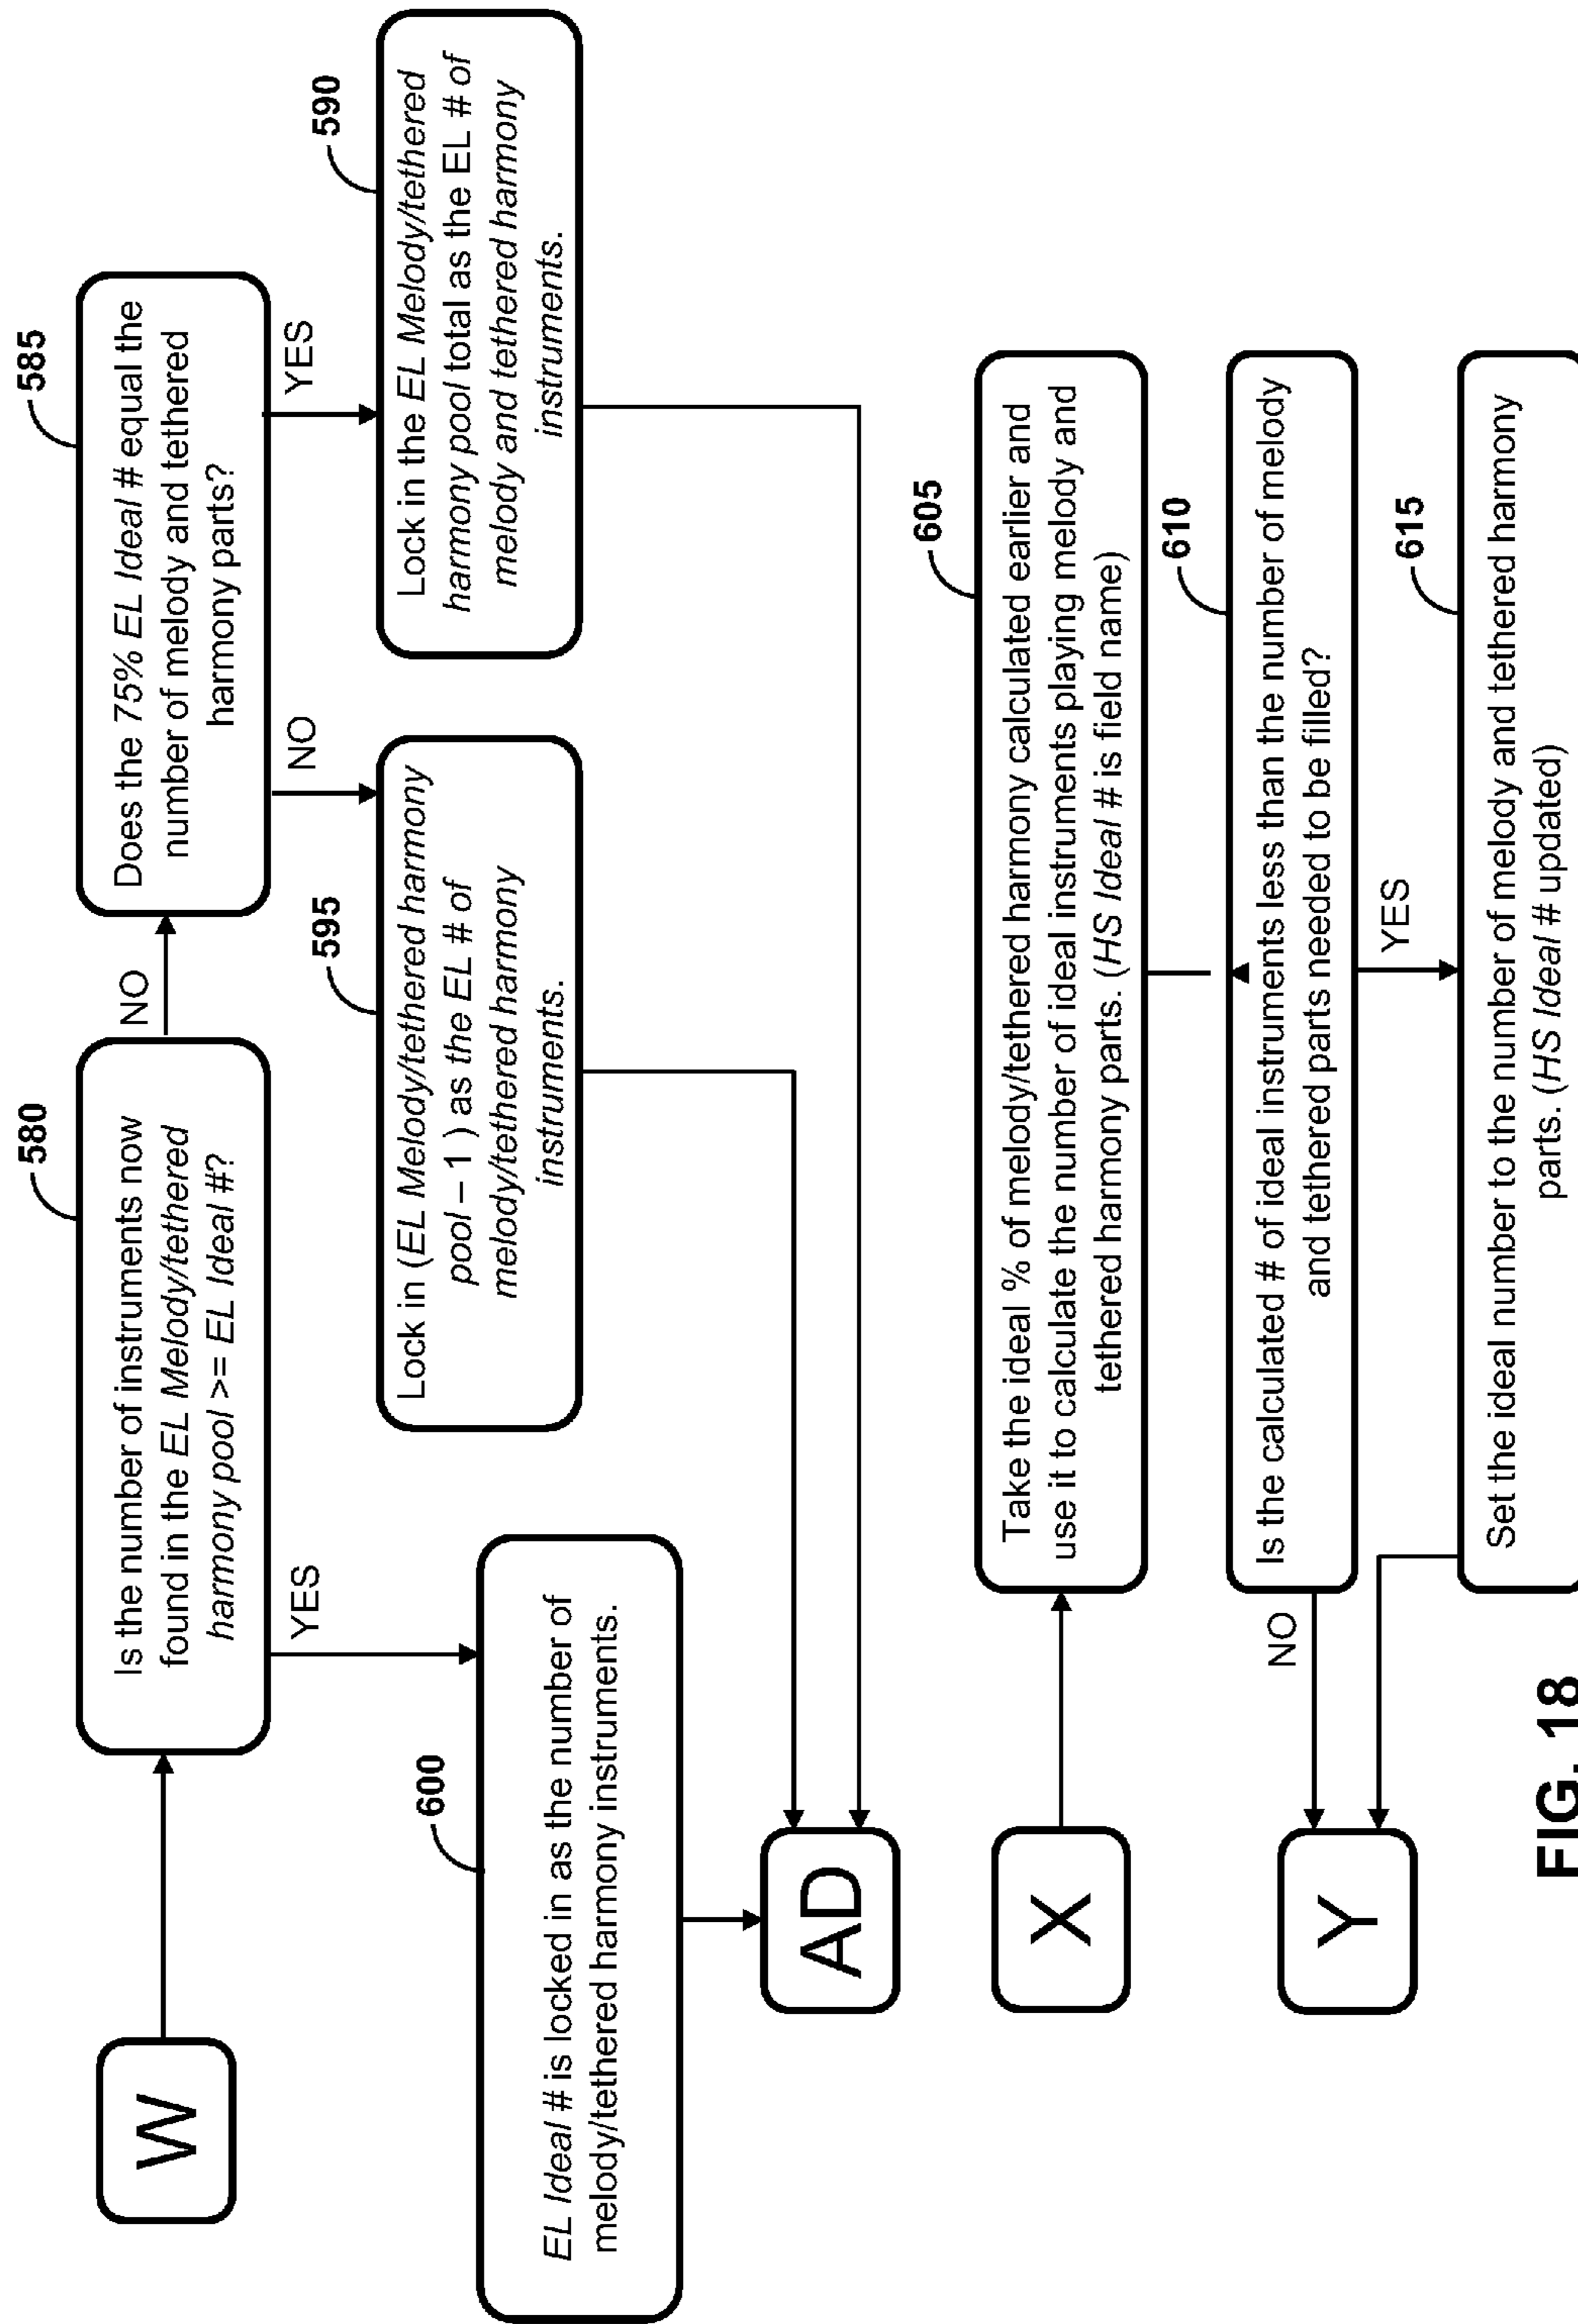 W
580
Is the number of instruments now
found in the EL Melody/tethered
harmony pool >= EL Ideal #?
NO
YES
585
Does the 75% EL Ideal # equal the
number of melody and tethered
harmony parts?
NO
YES
590
Lock in the EL Melody/tethered
harmony pool total as the EL # of
melody and tethered harmony
instruments.
595
Lock in (EL Melody/tethered harmony
pool – 1 ) as the EL # of
melody/tethered harmony
instruments.
600
EL Ideal # is locked in as the number of
melody/tethered harmony instruments.
AD
X
605
Take the ideal % of melody/tethered harmony calculated earlier and
use it to calculate the number of ideal instruments playing melody and
tethered harmony parts. (HS Ideal # is field name)
610
Is the calculated # of ideal instruments less than the number of melody
and tethered parts needed to be filled?
NO
YES
Y
615
Set the ideal number to the number of melody and tethered harmony
parts. (HS Ideal # updated)
FIG. 18